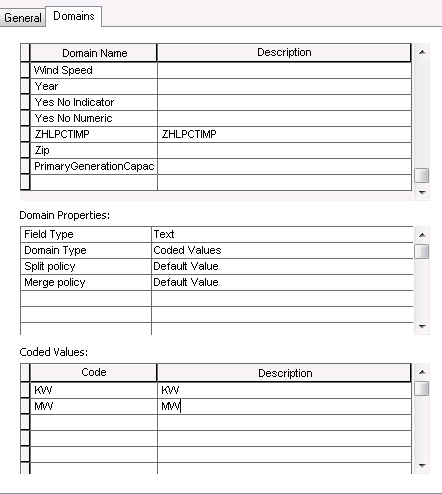 General Domains
Domain Name Description
Wind Speed
Year
Yes No Indicator
Yes No Numeric
ZHLPCTIMP ZHLPCTIMP
Zip
PrimaryGenerationCapac
Domain Properties:
Field Type Text
Domain Type Coded Values
Split policy Default Value
Merge policy Default Value
Coded Values:
Code Description
KW KW
MW MW